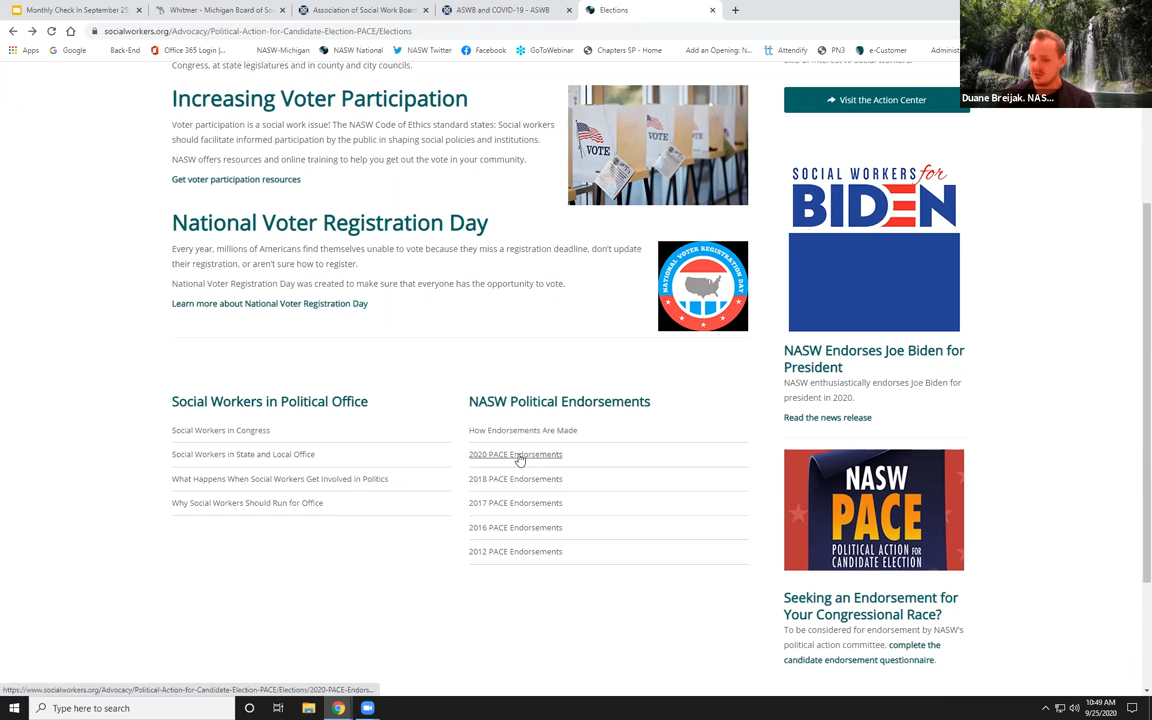 Monthly Check In September 25
Whitmer - Michigan Board of So
Association of Social Work Board
ASWB and COVID-19 - ASWB
Elections
socialworkers.org/Advocacy/Political-Action-for-Candidate-Election-PACE/Elections
Apps
Google
Back-End
Office 365 Login |...
NASW-Michigan
NASW National
NASW Twitter
Facebook
GoToWebinar
Chapters SP - Home
Add an Opening: N...
Attendify
PN3
e-Customer
Administ
Duane Breijak. NAS...
Congress, at state legislatures and in county and city councils.
Increasing Voter Participation
Voter participation is a social work issue! The NASW Code of Ethics standard states: Social workers
should facilitate informed participation by the public in shaping social policies and institutions.
NASW offers resources and online training to help you get out the vote in your community.
Get voter participation resources
VOTE
VOTE
VOTE
National Voter Registration Day
Every year, millions of Americans find themselves unable to vote because they miss a registration deadline, don't update
their registration, or aren't sure how to register.
National Voter Registration Day was created to make sure that everyone has the opportunity to vote.
Learn more about National Voter Registration Day
NATIONAL VOTER REGISTRATION DAY
Social Workers in Political Office
Social Workers in Congress
Social Workers in State and Local Office
What Happens When Social Workers Get Involved in Politics
Why Social Workers Should Run for Office
NASW Political Endorsements
How Endorsements Are Made
2020 PACE Endorsements
2018 PACE Endorsements
2017 PACE Endorsements
2016 PACE Endorsements
2012 PACE Endorsements
Visit the Action Center
SOCIAL WORKERS for
BIDEN
NASW Endorses Joe Biden for
President
NASW enthusiastically endorses Joe Biden for
president in 2020.
Read the news release
NASW
PACE
POLITICAL ACTION FOR
CANDIDATE ELECTION
Seeking an Endorsement for
Your Congressional Race?
To be considered for endorsement by NASW's
political action committee, complete the
candidate endorsement questionnaire.
https://www.socialworkers.org/Advocacy/Political-Action-for-Candidate-Election-PACE/Elections/2020-PACE-Endors...
Type here to search
10:49 AM
9/25/2020